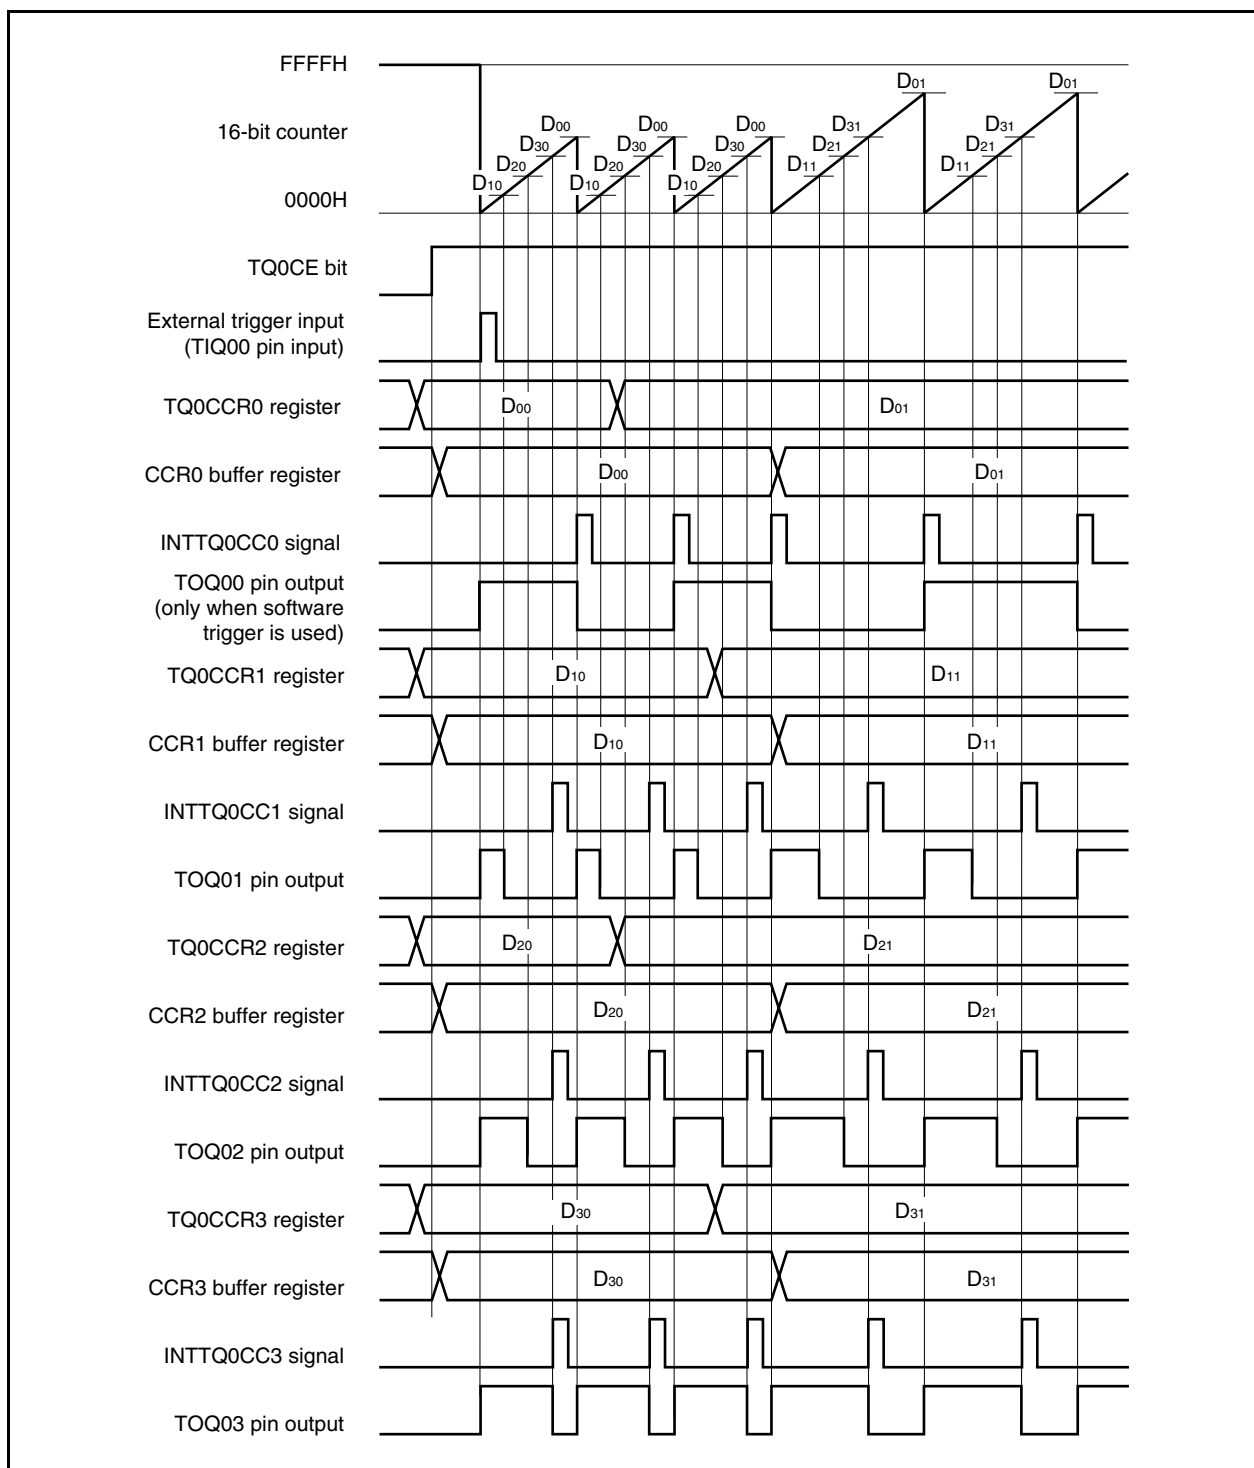 FFFFH
16-bit counter
0000H
D10
D20
D30
D00
D10
D20
D30
D00
D10
D20
D30
D00
D11
D21
D31
D01
D11
D21
D31
D01
TQ0CE bit
External trigger input
(TIQ00 pin input)
TQ0CCR0 register
D00
D01
CCR0 buffer register
D00
D01
INTTQ0CC0 signal
TOQ00 pin output
(only when software
trigger is used)
TQ0CCR1 register
D10
D11
CCR1 buffer register
D10
D11
INTTQ0CC1 signal
TOQ01 pin output
TQ0CCR2 register
D20
D21
CCR2 buffer register
D20
D21
INTTQ0CC2 signal
TOQ02 pin output
TQ0CCR3 register
D30
D31
CCR3 buffer register
D30
D31
INTTQ0CC3 signal
TOQ03 pin output